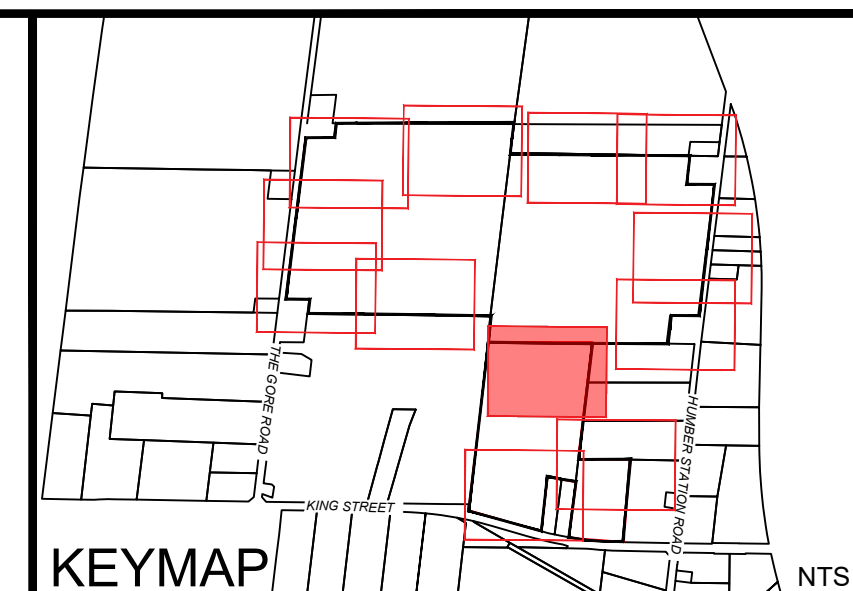 THE GORE ROAD
HUMBER STATION ROAD
KING STREET
KEYMAP
NTS